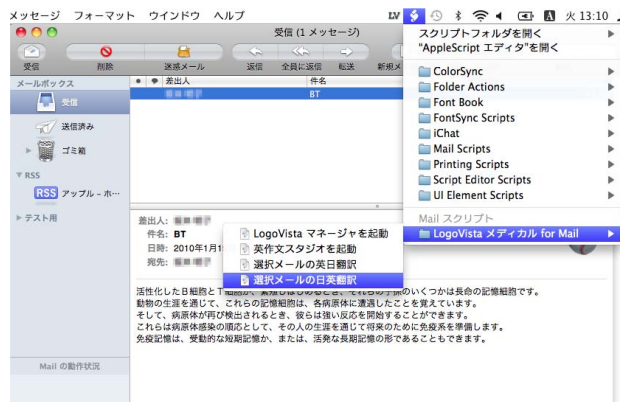 メッセージ フォーマット ウインドウ ヘルプ LV A 火 13:10
受信 (1 メッセージ)
受信 削除 迷惑メール 返信 全員に返信 転送 新規メ
メールボックス
受信
送信済み
ゴミ箱
RSS
RSS アップル - ホ…
テスト用
Mail の動作状況
差出人 件名
BT
差出人:
件名: BT
日時: 2010年1月1
宛先:
活性化したB細胞とT細胞が、
動物の生涯を通じて、これらの記憶細胞は、各病原体に遭遇したことを覚えています。
そして、病原体が再び検出されるとき、彼らは強い反応を開始することができます。
これらは病原体感染の順応として、その人の生涯を通じて将来のために免疫系を準備します。
免疫記憶は、受動的な短期記憶か、または、活発な長期記憶の形であることもできます。
スクリプトフォルダを開く
"AppleScript エディタ"を開く
ColorSync
Folder Actions
Font Book
FontSync Scripts
iChat
Mail Scripts
Printing Scripts
Script Editor Scripts
UI Element Scripts
Mail スクリプト
LogoVista メディカル for Mail
LogoVista マネージャを起動
英作文スタジオを起動
選択メールの英日翻訳
選択メールの日英翻訳